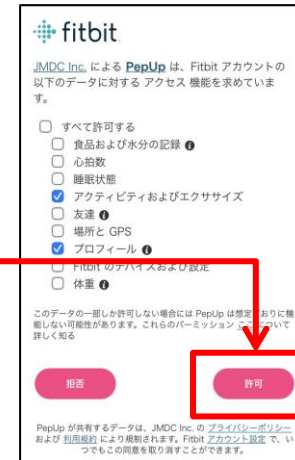 fitbit
JMDC Inc. による PepUp は、Fitbit アカウントの
以下のデータに対する アクセス 機能を求めていま
す。
すべて許可する
食品および水分の記録
心拍数
睡眠状態
アクティビティおよびエクササイズ
友達
場所と GPS
プロフィール
Fitbit のデバイスおよび設定
体重
このデータの一部しか許可しない場合には PepUp は想定 おりに機
能しない可能性があります。これらのパーミッション ここ ついて
詳しく知る
拒否
許可
PepUp が共有するデータは、JMDC Inc. の プライバシーポリシー
および 利用規約 により規制されます。Fitbit アカウント設定 で、い
つでもこの同意を取り消すことができます。